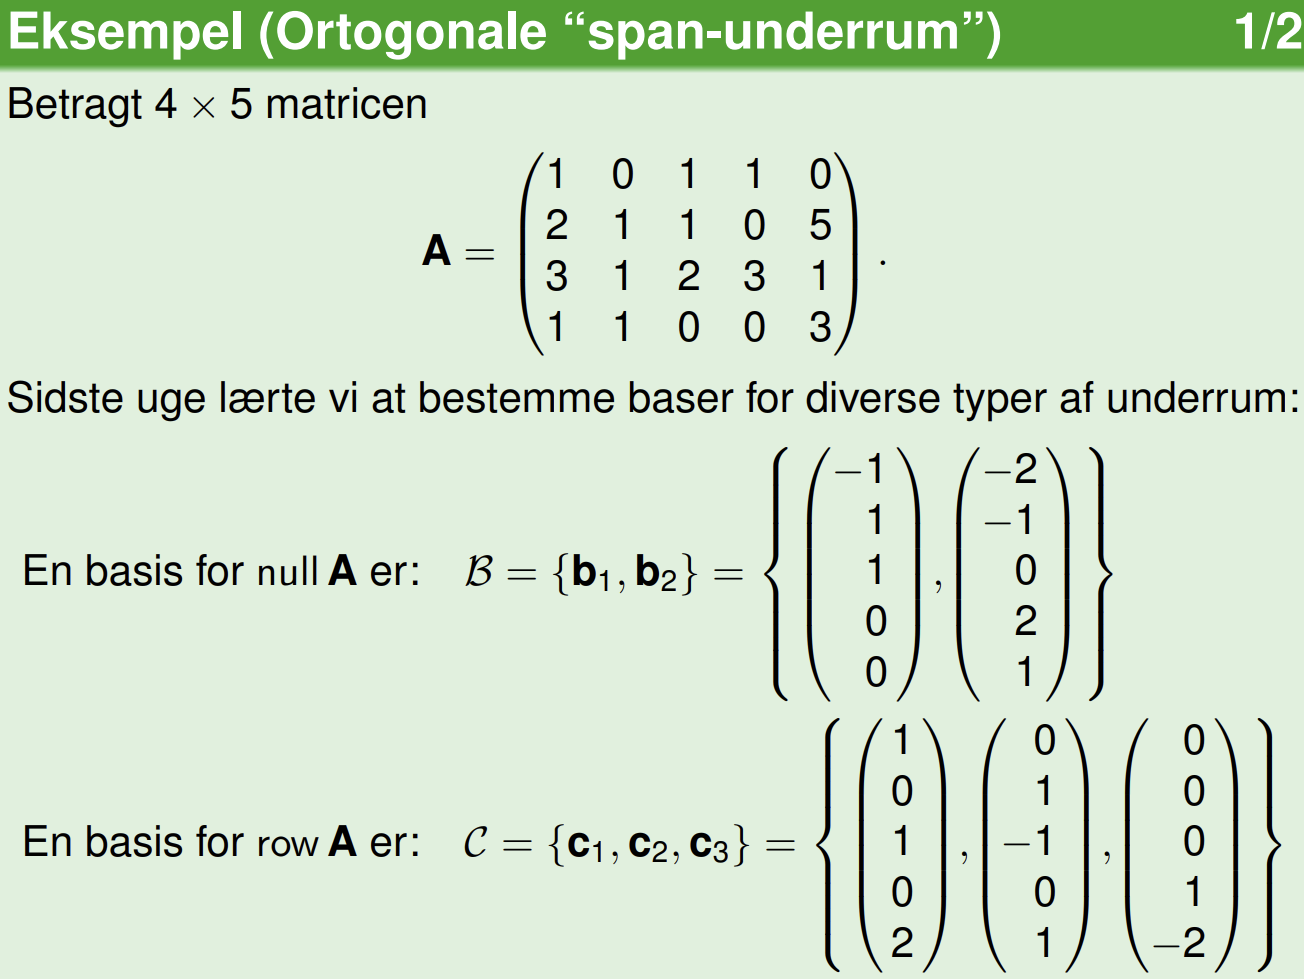 Eksempel (Ortogonale “span-underrum”) 1/2
Betragt 4 × 5 matricen
1 0 1 1 0
2 1 1 0 5
A = .
3 1 2 3 1
1 1 0 0 3
Sidste uge lærte vi at bestemme baser for diverse typer af underrum:
−1 −2
1 −1
En basis for null A er: B = {b1, b2} = { ( 1 ) , ( 0 ) }
0 2
0 1
1 0 0
0 1 0
En basis for row A er: C = {c1, c2, c3} = { ( 1 ) , ( −1 ) , ( 0 ) }
0 0 1
2 1 −2